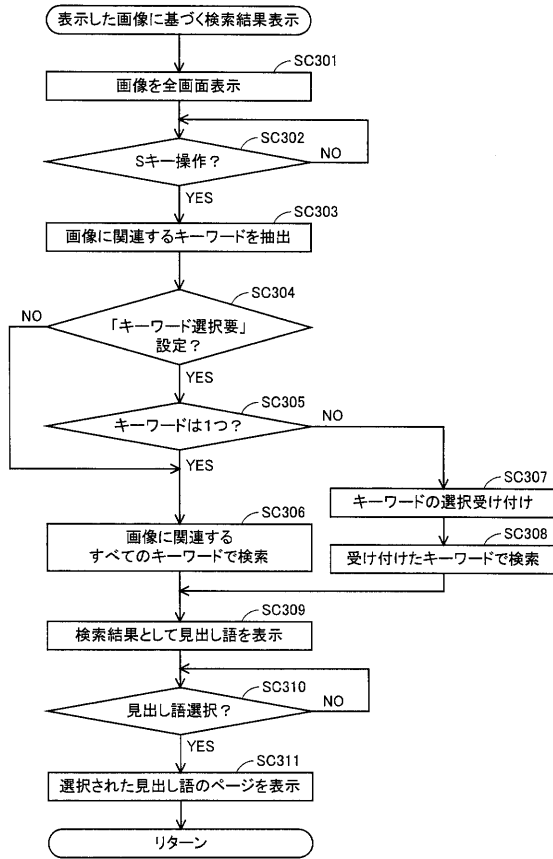 表示した画像に基づく検索結果表示
SC301
画像を全画面表示
SC302
Sキー操作？
NO
YES
SC303
画像に関連するキーワードを抽出
SC304
NO
「キーワード選択要」
設定？
YES
SC305
キーワードは1つ？
NO
YES
SC307
キーワードの選択受け付け
SC306
画像に関連する
すべてのキーワードで検索
SC308
受け付けたキーワードで検索
SC309
検索結果として見出し語を表示
SC310
見出し語選択？
NO
YES
SC311
選択された見出し語のページを表示
リターン